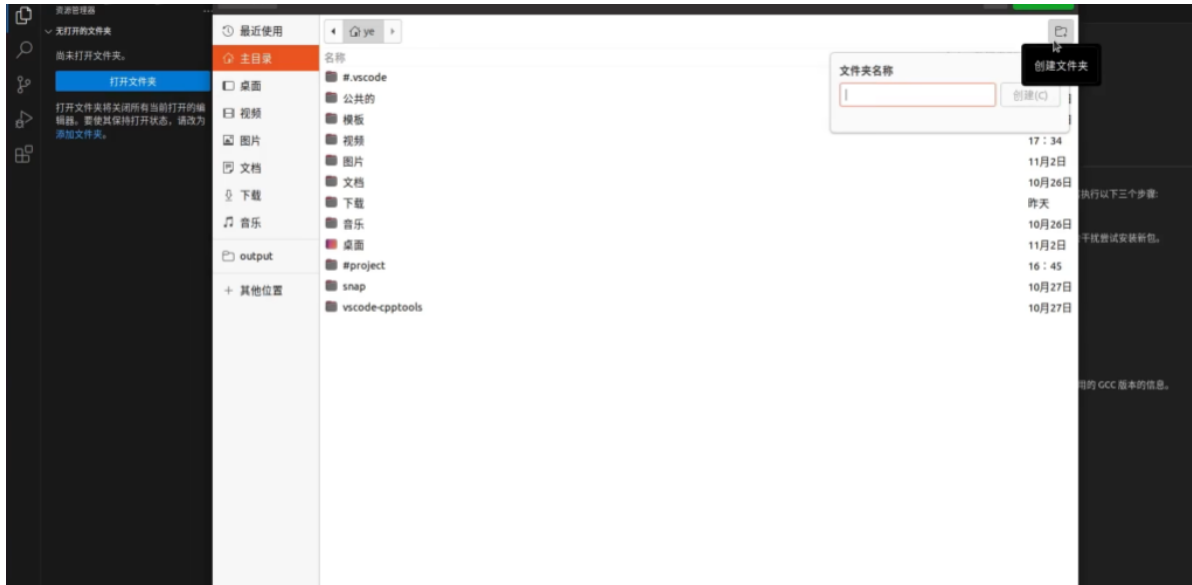 资源管理器
···
无打开的文件夹
尚未打开文件夹。
打开文件夹
打开文件夹将关闭所有当前打开的编
辑器。要使其保持打开状态，请改为
添加文件夹。
最近使用
主目录
桌面
视频
图片
文档
下载
音乐
output
+ 其他位置
ye
名称
#.vscode
公共的
模板
视频
17：34
图片
11月2日
文档
10月26日
下载
昨天
音乐
10月26日
桌面
11月2日
#project
16：45
snap
10月27日
vscode-cpptools
10月27日
文件夹名称
创建(C)
创建文件夹
执行以下三个步骤:
干扰尝试安装新包。
用的 GCC 版本的信息。